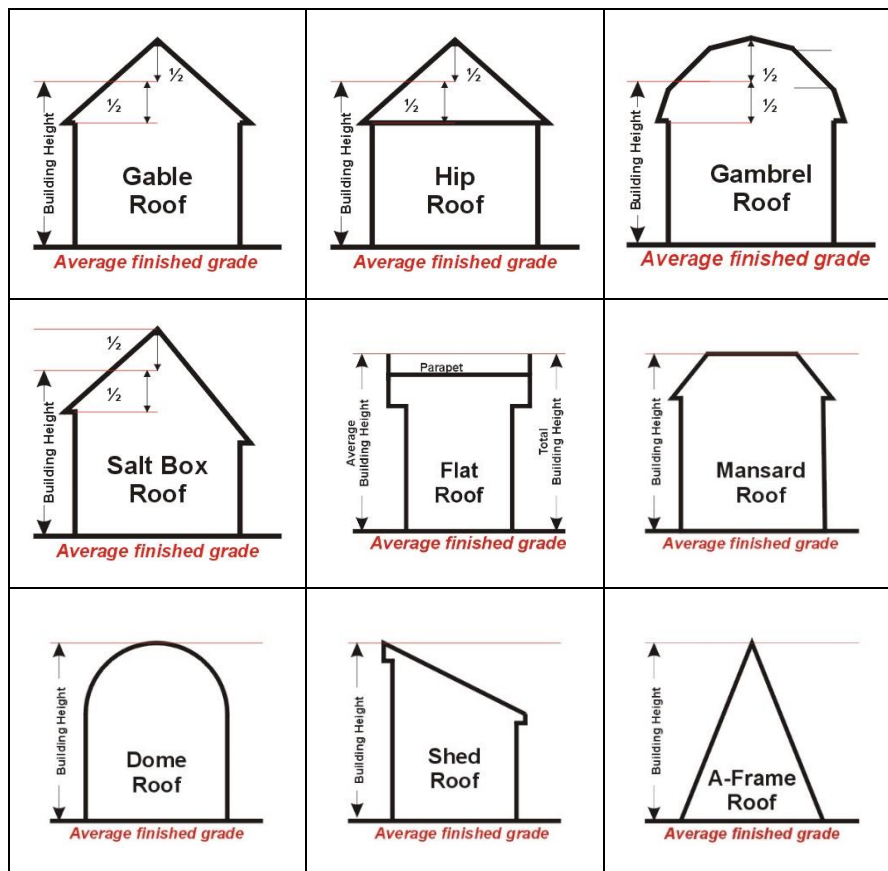 ½
½
Building Height
Gable
Roof
Average finished grade
½
½
Building Height
Hip
Roof
Average finished grade
½
½
Building Height
Gambrel
Roof
Average finished grade
½
½
Building Height
Salt Box
Roof
Average finished grade
Parapet
Average
Building Height
Total
Building Height
Flat
Roof
Average finished grade
Building Height
Mansard
Roof
Average finished grade
Building Height
Dome
Roof
Average finished grade
Building Height
Shed
Roof
Average finished grade
Building Height
A-Frame
Roof
Average finished grade